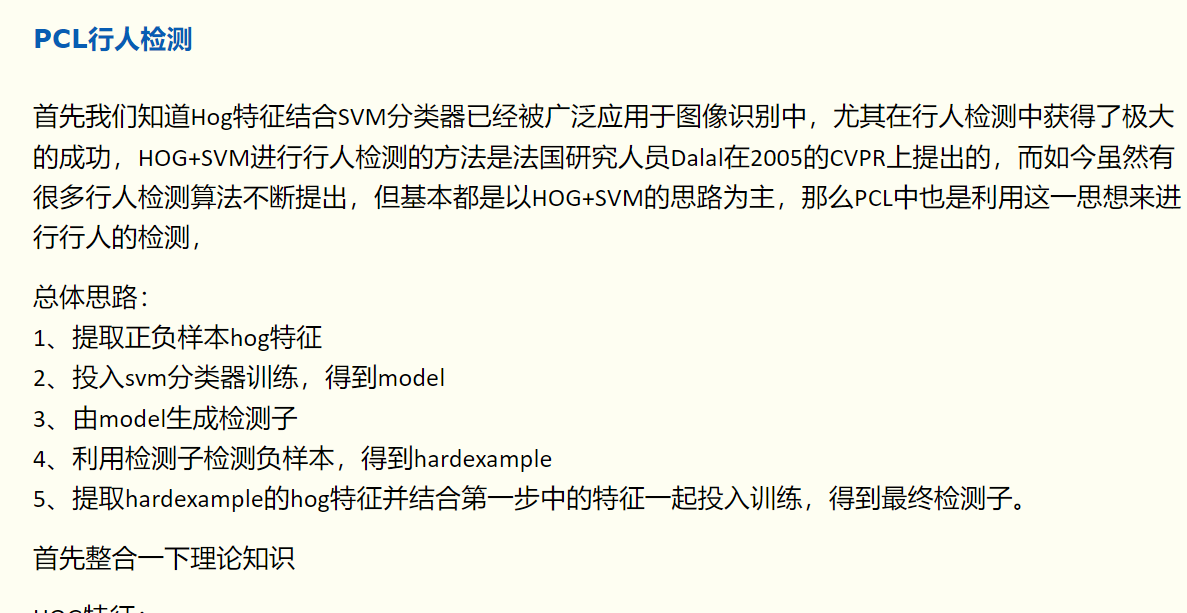 PCL行人检测
首先我们知道Hog特征结合SVM分类器已经被广泛应用于图像识别中，尤其在行人检测中获得了极大
的成功，HOG+SVM进行行人检测的方法是法国研究人员Dalal在2005的CVPR上提出的，而如今虽然有
很多行人检测算法不断提出，但基本都是以HOG+SVM的思路为主，那么PCL中也是利用这一思想来进
行行人的检测，
总体思路：
1、提取正负样本hog特征
2、投入svm分类器训练，得到model
3、由model生成检测子
4、利用检测子检测负样本，得到hardexample
5、提取hardexample的hog特征并结合第一步中的特征一起投入训练，得到最终检测子。
首先整合一下理论知识
HOG特征：